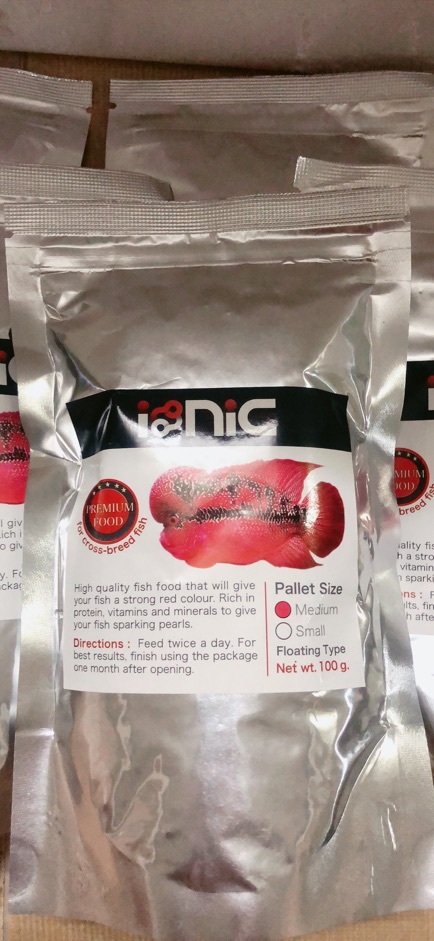 ionic
PREMIUM
FOOD
for cross-breed fish
High quality fish food that will give
your fish a strong red colour. Rich in
protein, vitamins and minerals to give
your fish sparking pearls.
Directions : Feed twice a day. For
best results, finish using the package
one month after opening.
Pallet Size
Medium
Small
Floating Type
Net wt. 100 g.